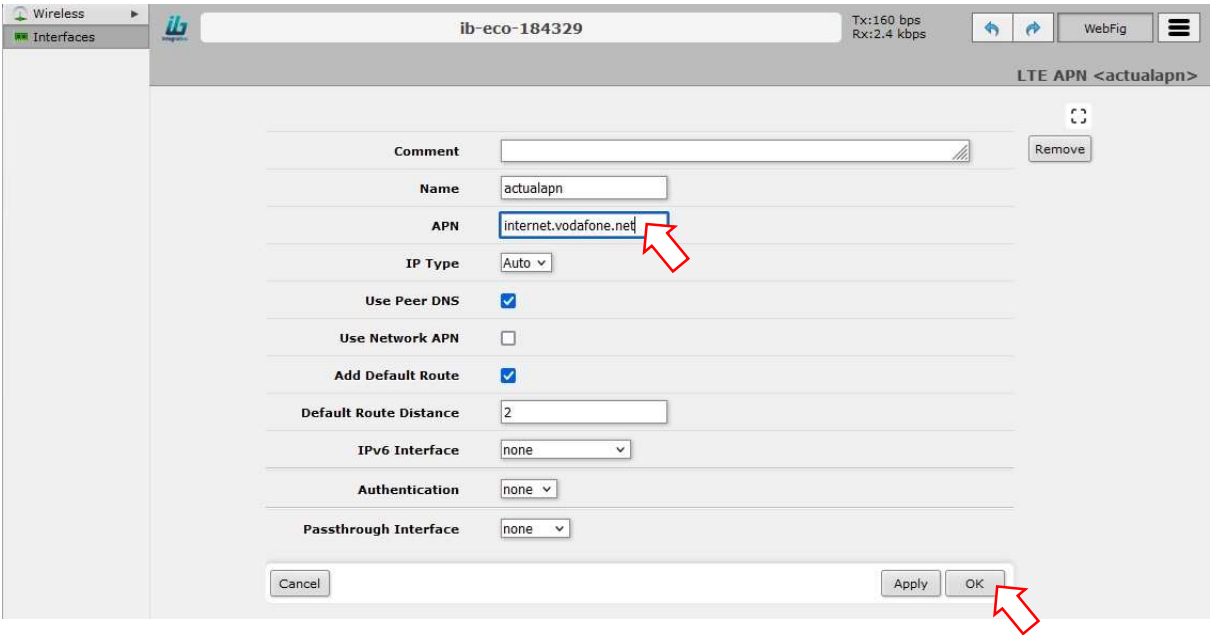 Wireless
Interfaces
ib
ib-eco-184329
Tx:160 bps
Rx:2.4 kbps
WebFig
LTE APN <actualapn>
Comment
Remove
Name actualapn
APN internet.vodafone.net
IP Type Auto
Use Peer DNS
Use Network APN
Add Default Route
Default Route Distance 2
IPv6 Interface none
Authentication none
Passthrough Interface none
Cancel Apply OK